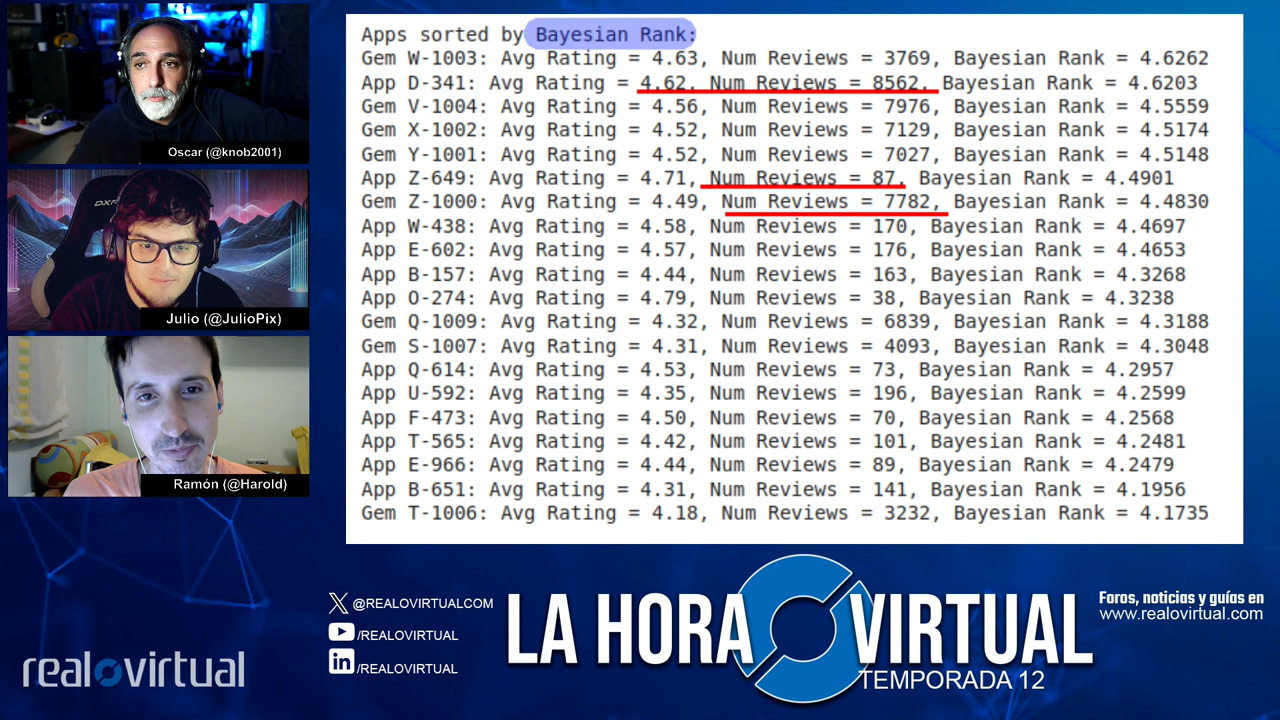 Oscar (@knob2001)
DXR
Julio (@JulioPix)
Ramón (@Harold)
Apps sorted by Bayesian Rank:
Gem W-1003: Avg Rating = 4.63, Num Reviews = 3769, Bayesian Rank = 4.6262
App D-341: Avg Rating = 4.62, Num Reviews = 8562, Bayesian Rank = 4.6203
Gem V-1004: Avg Rating = 4.56, Num Reviews = 7976, Bayesian Rank = 4.5559
Gem X-1002: Avg Rating = 4.52, Num Reviews = 7129, Bayesian Rank = 4.5174
Gem Y-1001: Avg Rating = 4.52, Num Reviews = 7027, Bayesian Rank = 4.5148
App Z-649: Avg Rating = 4.71, Num Reviews = 87, Bayesian Rank = 4.4901
Gem Z-1000: Avg Rating = 4.49, Num Reviews = 7782, Bayesian Rank = 4.4830
App W-438: Avg Rating = 4.58, Num Reviews = 170, Bayesian Rank = 4.4697
App E-602: Avg Rating = 4.57, Num Reviews = 176, Bayesian Rank = 4.4653
App B-157: Avg Rating = 4.44, Num Reviews = 163, Bayesian Rank = 4.3268
App O-274: Avg Rating = 4.79, Num Reviews = 38, Bayesian Rank = 4.3238
Gem Q-1009: Avg Rating = 4.32, Num Reviews = 6839, Bayesian Rank = 4.3188
Gem S-1007: Avg Rating = 4.31, Num Reviews = 4093, Bayesian Rank = 4.3048
App Q-614: Avg Rating = 4.53, Num Reviews = 73, Bayesian Rank = 4.2957
App U-592: Avg Rating = 4.35, Num Reviews = 196, Bayesian Rank = 4.2599
App F-473: Avg Rating = 4.50, Num Reviews = 70, Bayesian Rank = 4.2568
App T-565: Avg Rating = 4.42, Num Reviews = 101, Bayesian Rank = 4.2481
App E-966: Avg Rating = 4.44, Num Reviews = 89, Bayesian Rank = 4.2479
App B-651: Avg Rating = 4.31, Num Reviews = 141, Bayesian Rank = 4.1956
Gem T-1006: Avg Rating = 4.18, Num Reviews = 3232, Bayesian Rank = 4.1735
realovirtual
@REALOVIRTUALCOM
/REALOVIRTUAL
/REALOVIRTUAL
LA HORA VIRTUAL
TEMPORADA 12
Foros, noticias y guías en
www.realovirtual.com